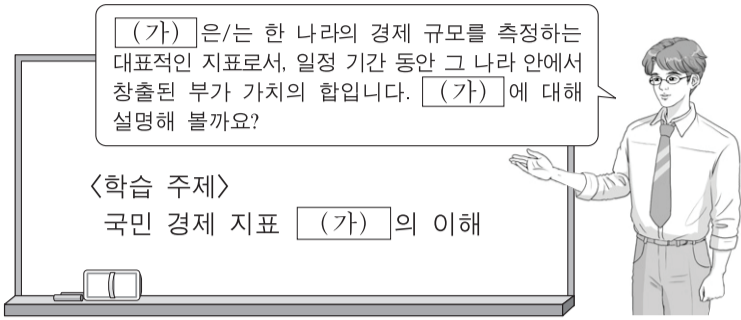 (가) 은/는 한 나라의 경제 규모를 측정하는
대표적인 지표로서, 일정 기간 동안 그 나라 안에서
창출된 부가 가치의 합입니다. (가) 에 대해
설명해 볼까요?
〈학습 주제〉
국민 경제 지표 (가) 의 이해